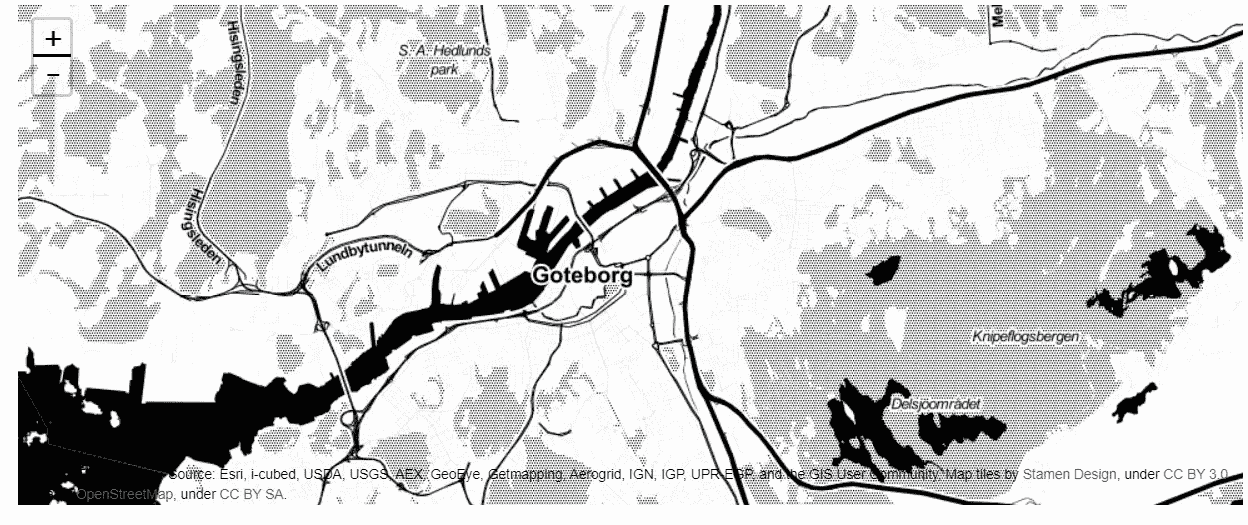 +
Hisingsleden
S. A. Hedlunds
park
-
Hisingsleden
Lundbytunneln
Goteborg
Knipeflogsbergen
Delsjöområdet
Source: Esri, i-cubed, USDA, USGS, AEX, GeoEye, Getmapping, Aerogrid, IGN, IGP, UPR-EGP, and the GIS User Community, Map tiles by Stamen Design, under CC BY 3.0
OpenStreetMap, under CC BY SA.